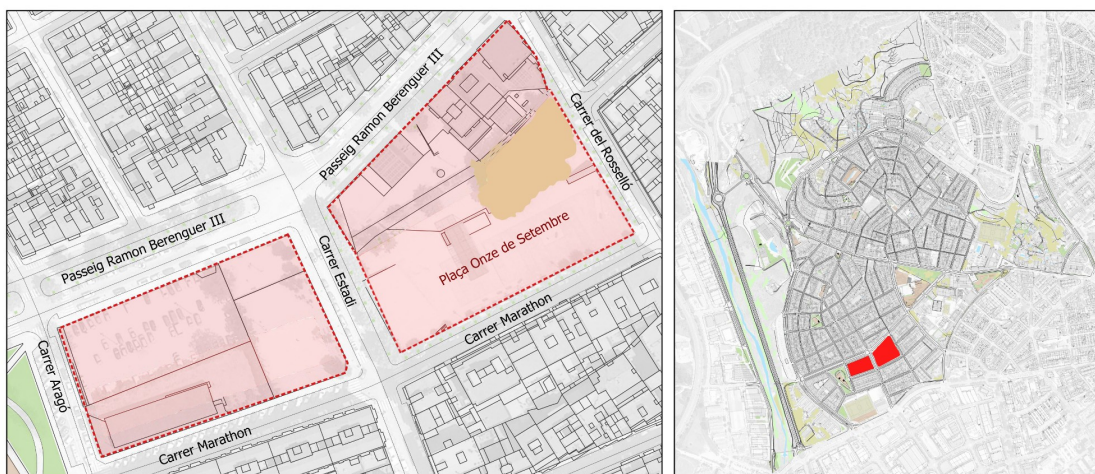 Passeig Ramon Berenguer III
Carrer del Rosselló
Passeig Ramon Berenguer III
Carrer Estadi
Plaça Onze de Setembre
Carrer Marathon
Carrer Aragó
Carrer Marathon